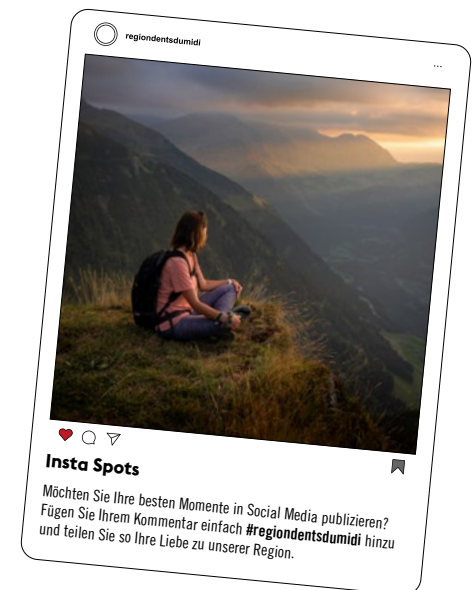 regiondentsdumidi
...
Insta Spots
Möchten Sie Ihre besten Momente in Social Media publizieren?
Fügen Sie Ihrem Kommentar einfach #regiondentsdumidi hinzu
und teilen Sie so Ihre Liebe zu unserer Region.